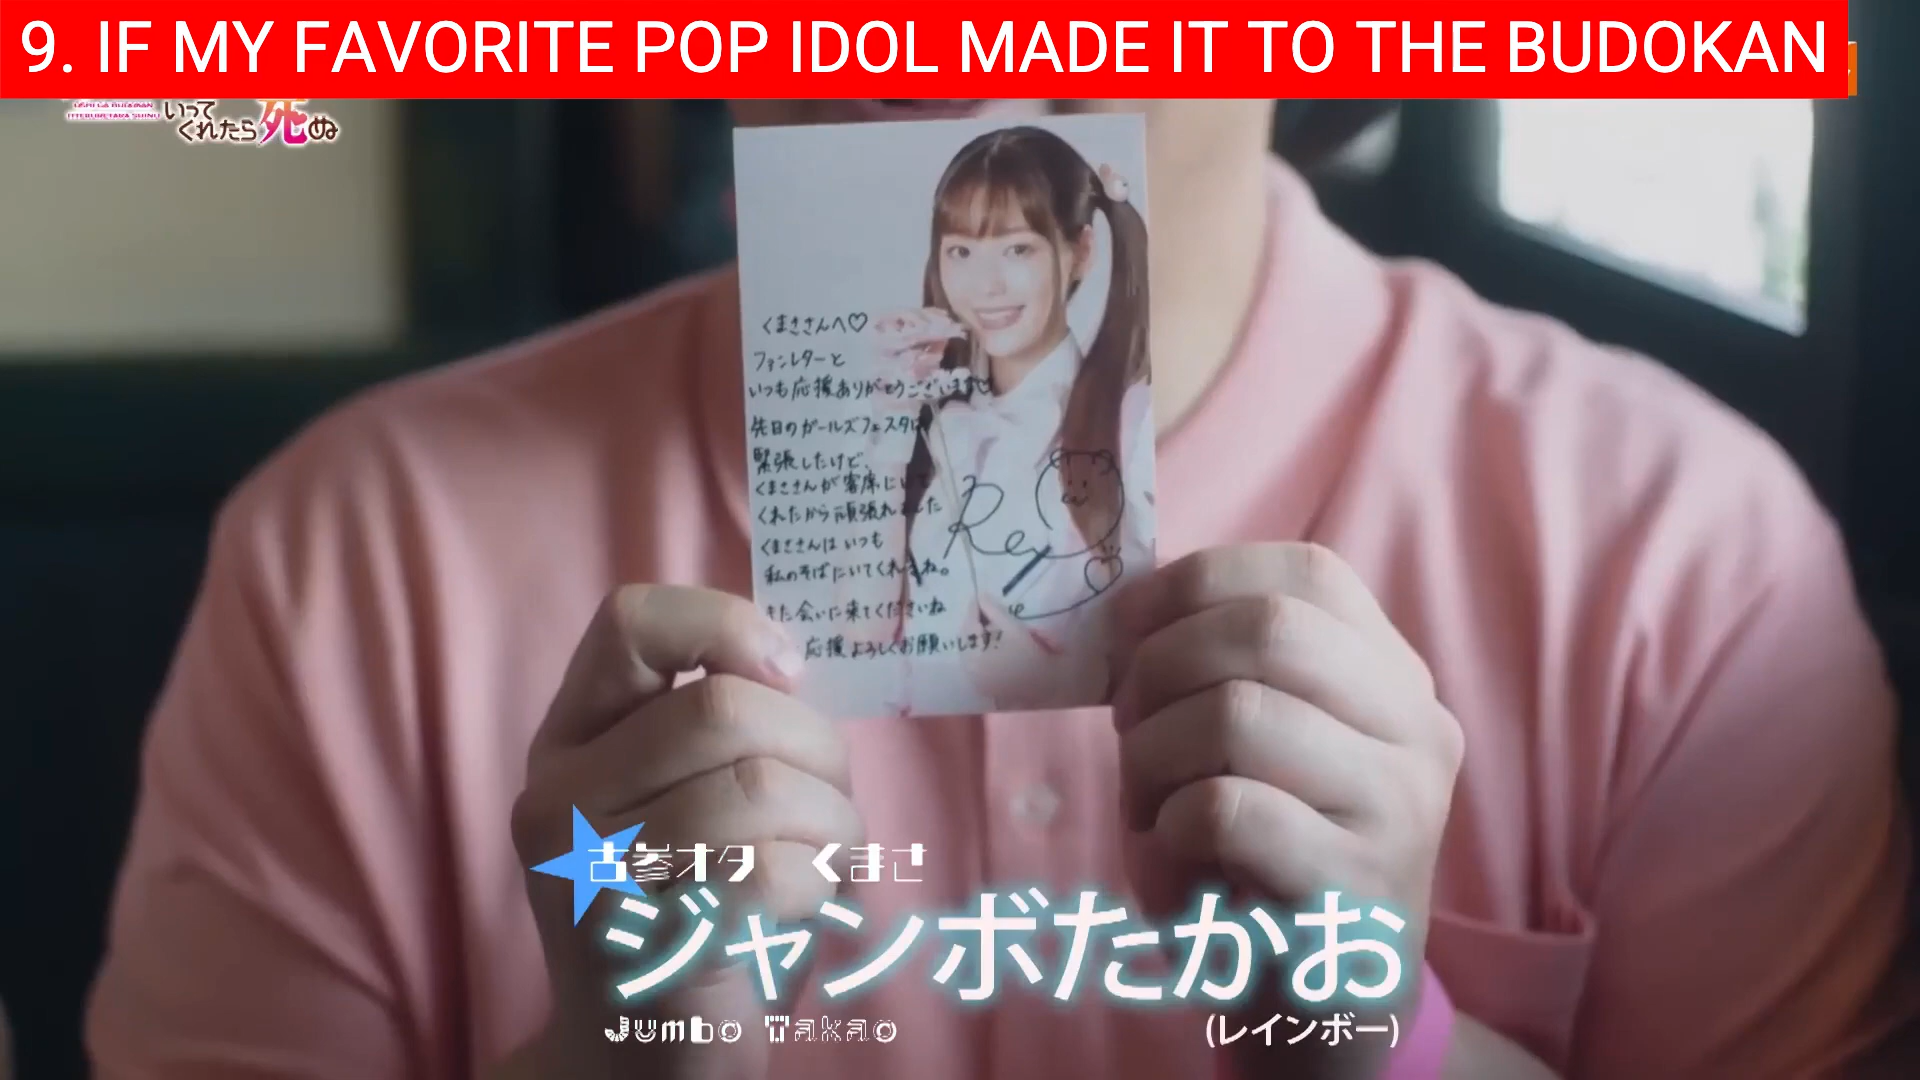 9. IF MY FAVORITE POP IDOL MADE IT TO THE BUDOKAN
ITTEKURETARA SHINU
いって
くれたら死ぬ
くまささんへ♡
ファンレターと
いつも応援ありがとうございます♡
先日のガールズフェスタは
緊張したけど、
くまささんが客席にいて
くれたから頑張れました
くまささんはいつも
私のそばにいてくれるね。
また会いに来てくださいね
応援よろしくお願いします!
古参オタ くまさ
ジャンボたかお
Jumbo Takao
(レインボー)